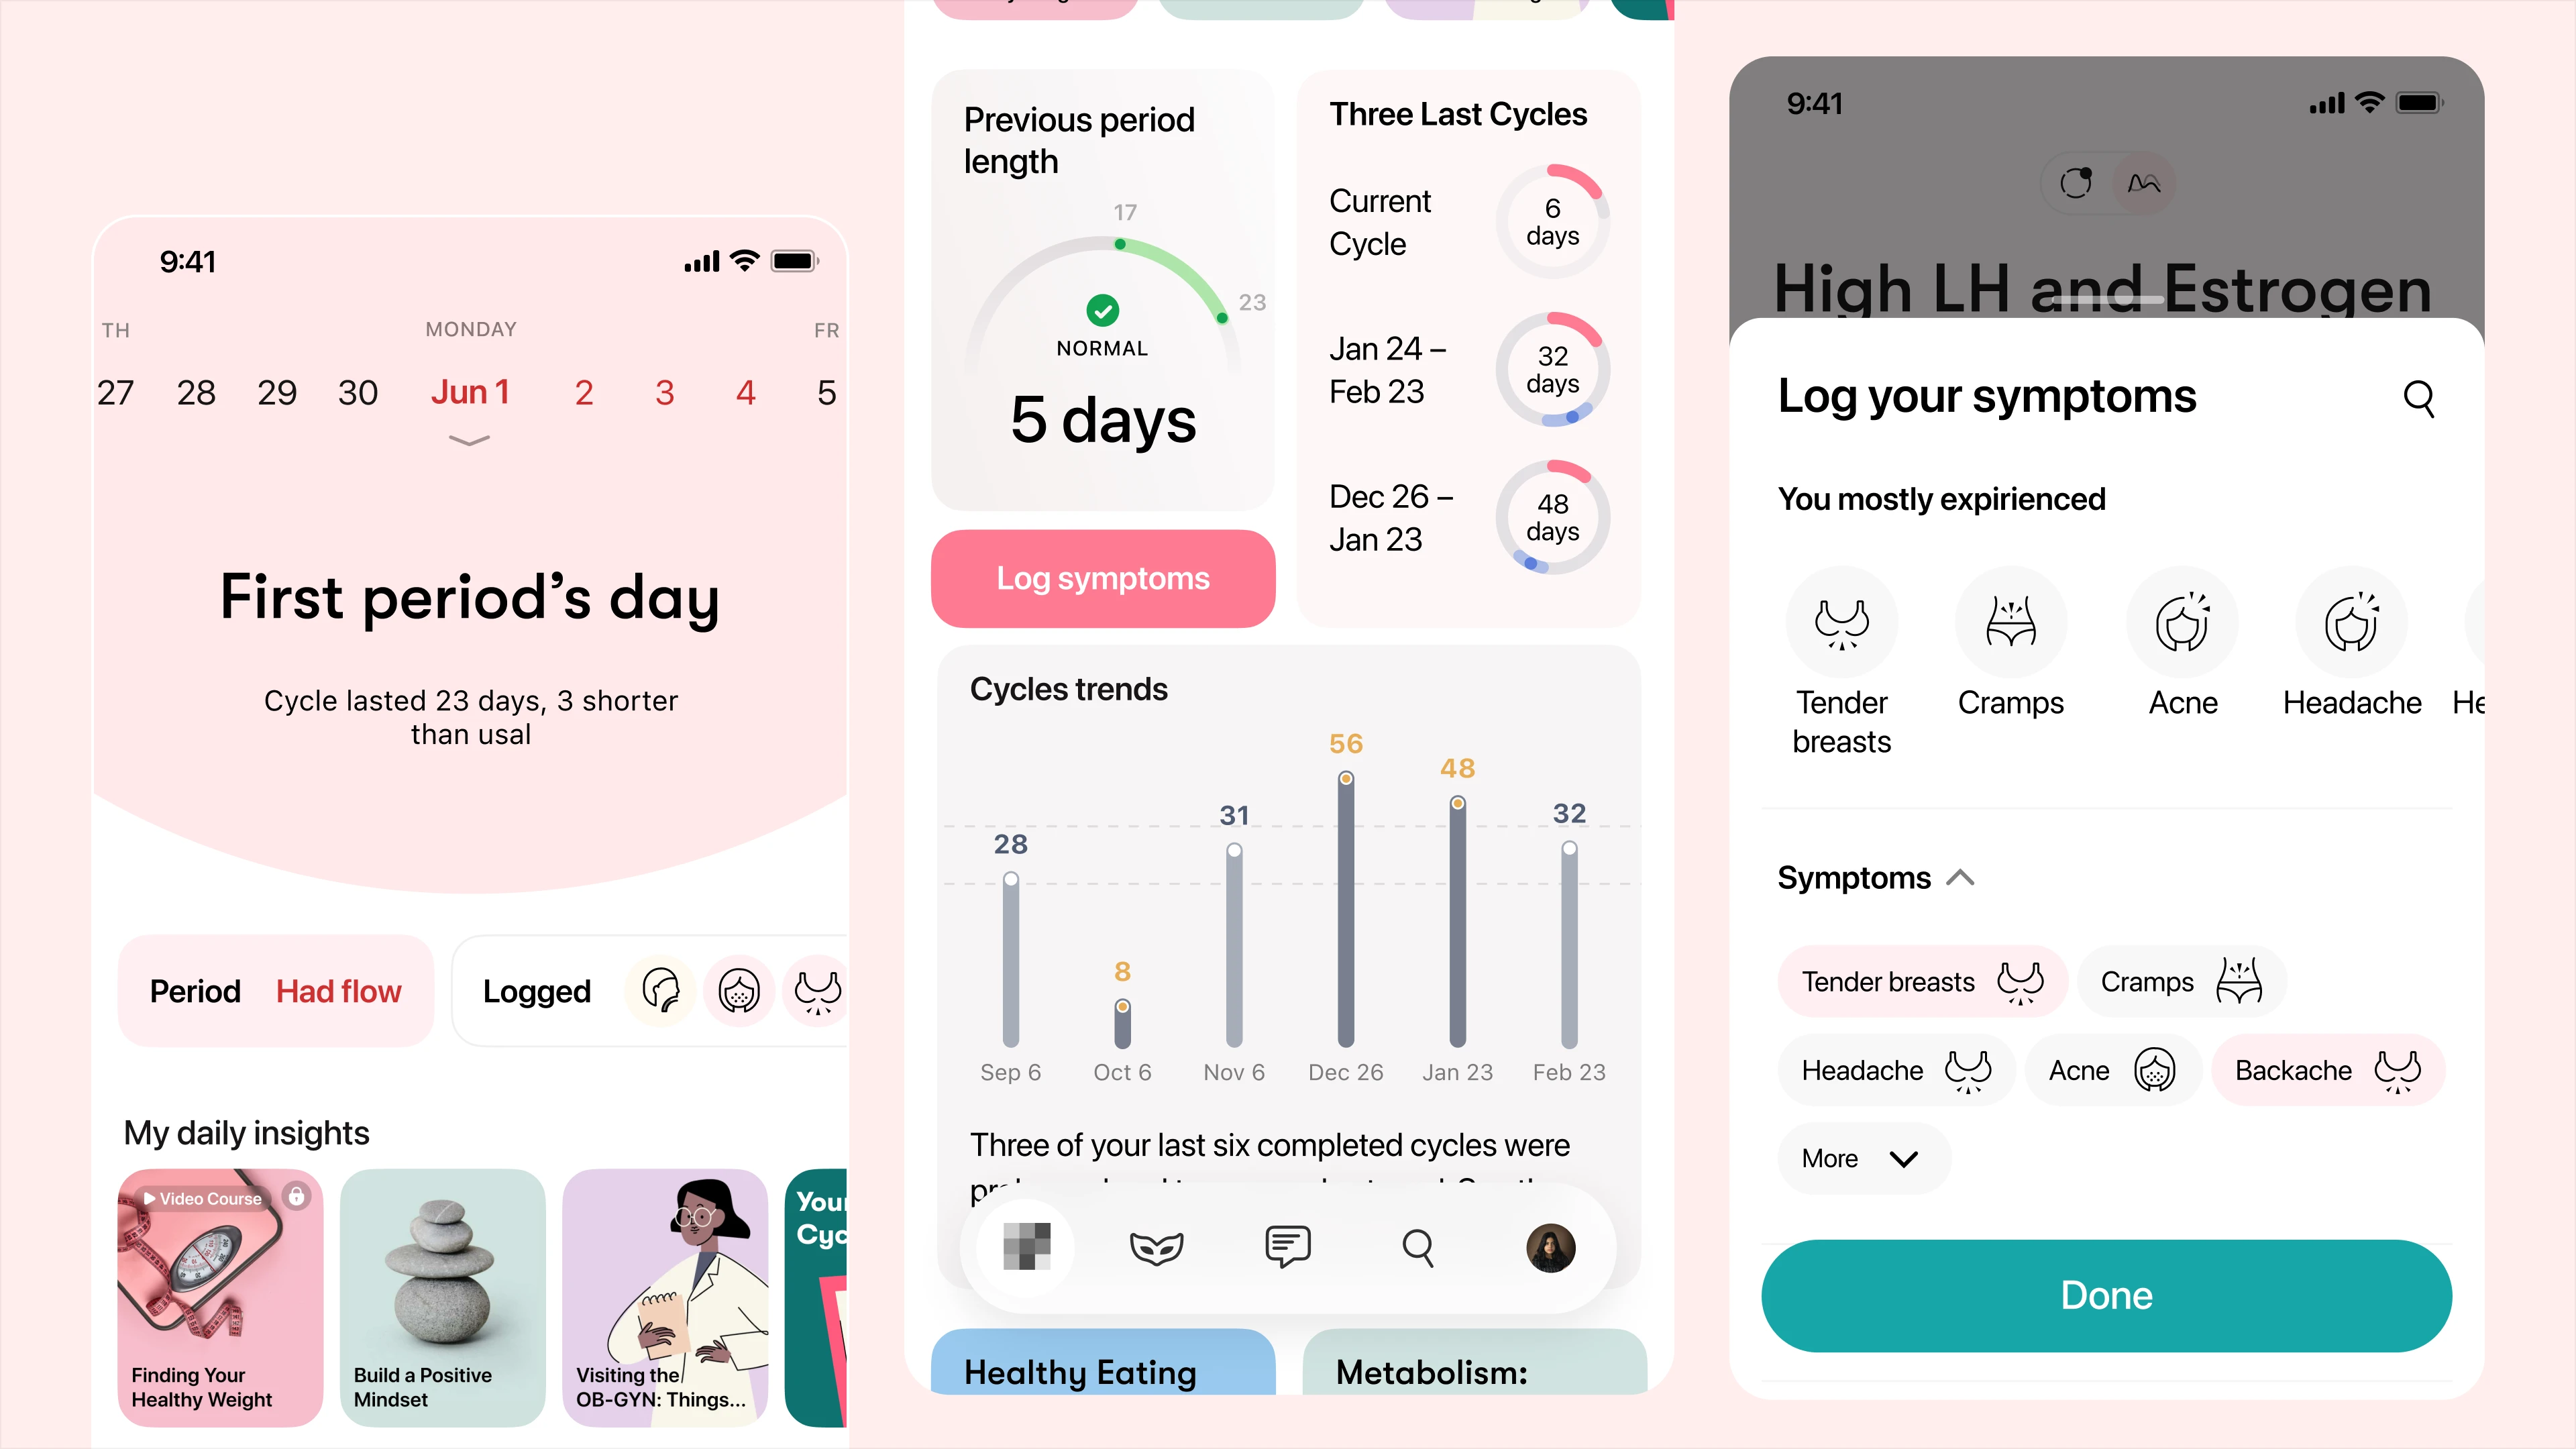 9:41
TH
MONDAY
FR
27 28 29 30 Jun 1 2 3 4 5
First period’s day
Cycle lasted 23 days, 3 shorter
than usal
Period Had flow
Logged
My daily insights
Video Course
Finding Your
Healthy Weight
Build a Positive
Mindset
Visiting the
OB-GYN: Things...
Previous period
length
17
23
NORMAL
5 days
Log symptoms
Three Last Cycles
Current
Cycle
6
days
Jan 24 –
Feb 23
32
days
Dec 26 –
Jan 23
48
days
Cycles trends
28
8
31
56
48
32
Sep 6 Oct 6 Nov 6 Dec 26 Jan 23 Feb 23
Three of your last six completed cycles were
Healthy Eating
Metabolism:
9:41
High LH and Estrogen
Log your symptoms
You mostly expirienced
Tender
breasts
Cramps
Acne
Headache
Symptoms
Tender breasts
Cramps
Headache
Acne
Backache
More
Done